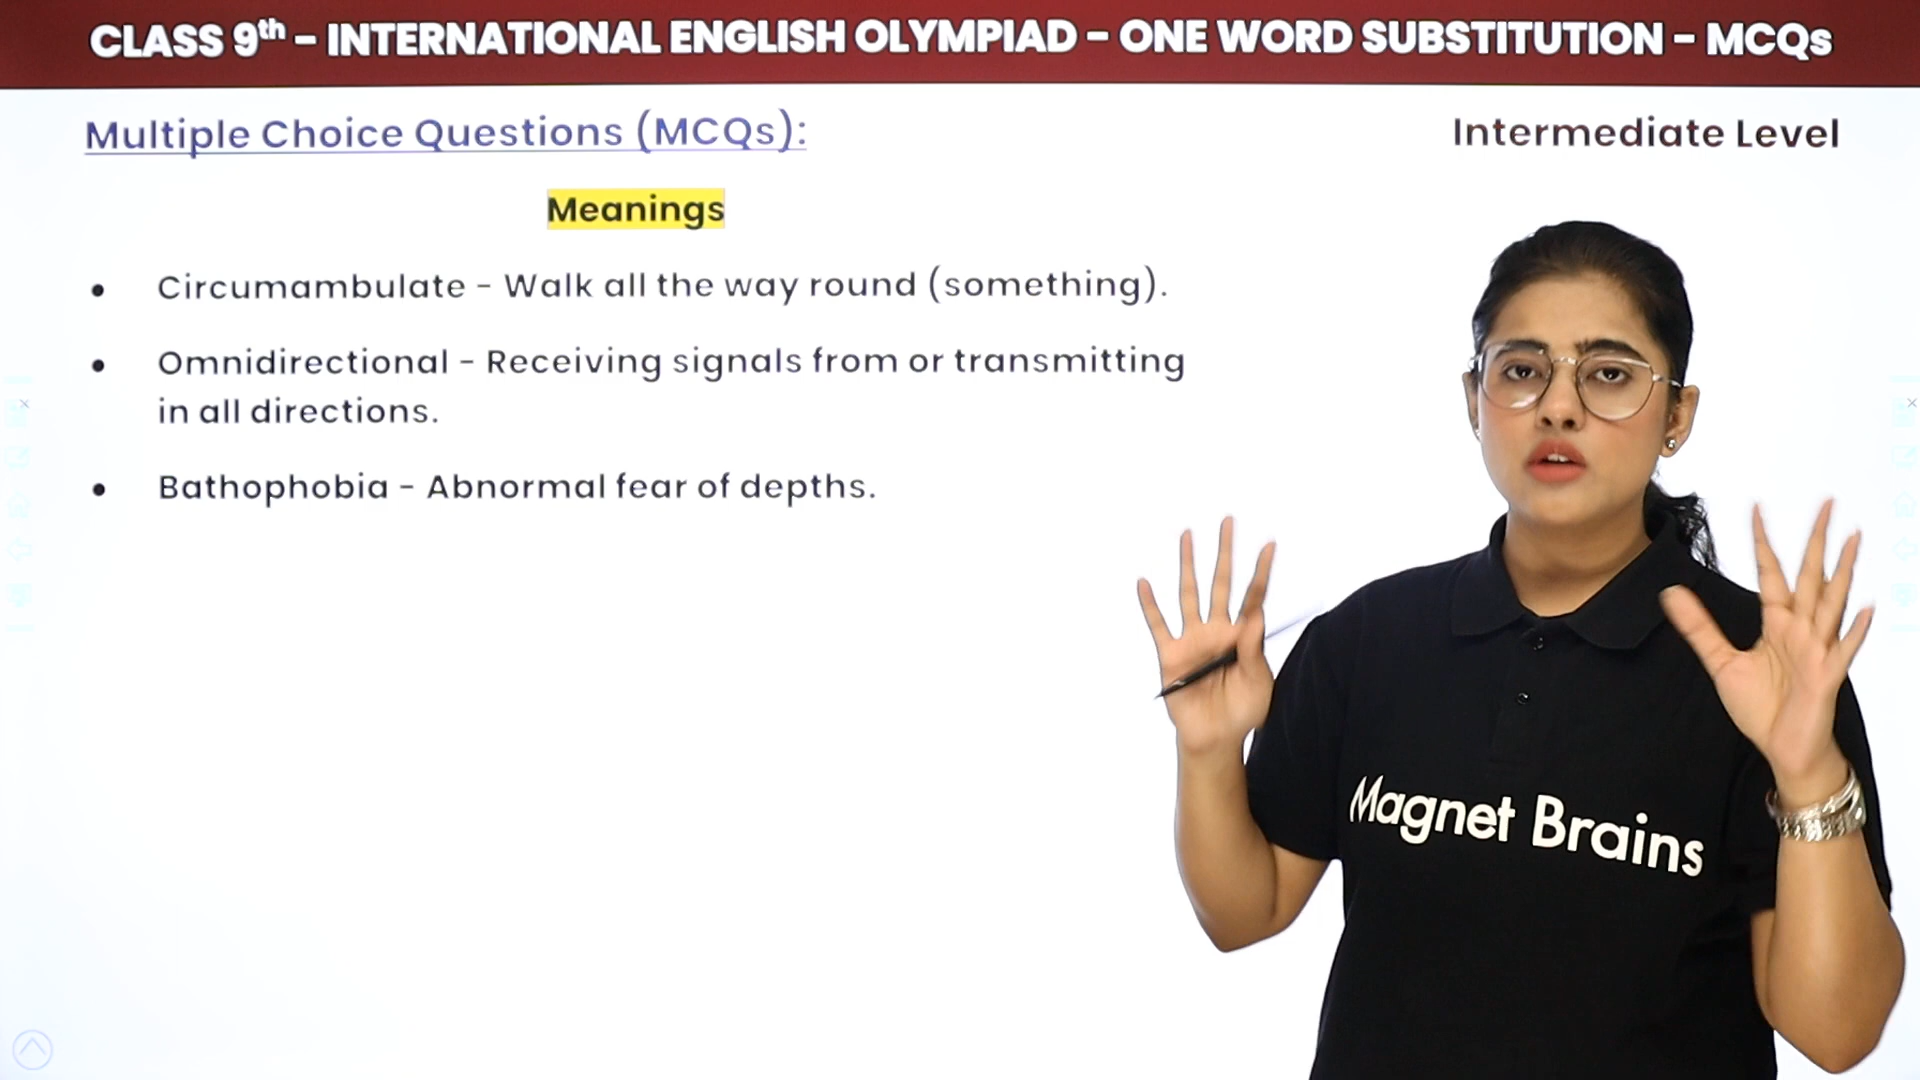 CLASS 9th – INTERNATIONAL ENGLISH OLYMPIAD – ONE WORD SUBSTITUTION – MCQs
Multiple Choice Questions (MCQs):
Intermediate Level
Meanings
• Circumambulate - Walk all the way round (something).
• Omnidirectional - Receiving signals from or transmitting
in all directions.
• Bathophobia - Abnormal fear of depths.
Magnet Brains